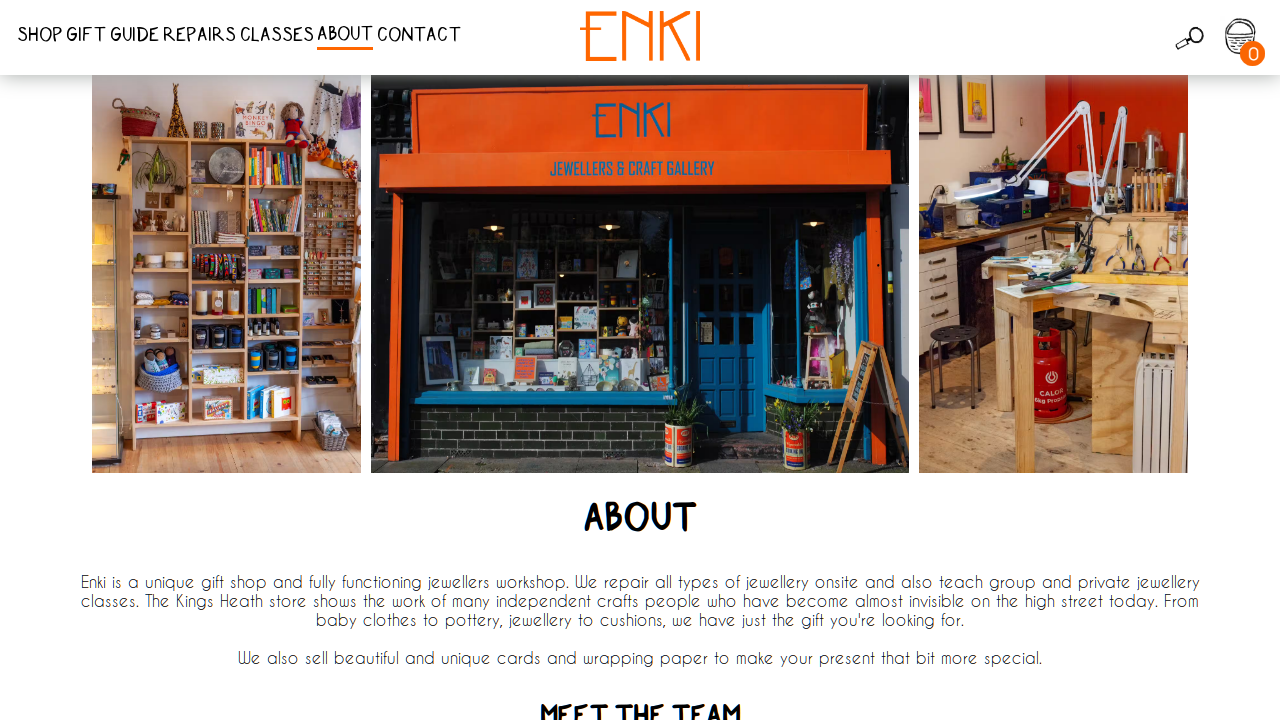 SHOP GIFT GUIDE REPAIRS CLASSES ABOUT CONTACT
ENKI
0
MONKEY
BINGO
ENKI
JEWELLERS & CRAFT GALLERY
CALOR
ABOUT
Enki is a unique gift shop and fully functioning jewellers workshop. We repair all types of jewellery onsite and also teach group and private jewellery
classes. The Kings Heath store shows the work of many independent crafts people who have become almost invisible on the high street today. From
baby clothes to pottery, jewellery to cushions, we have just the gift you're looking for.
We also sell beautiful and unique cards and wrapping paper to make your present that bit more special.
MEET THE TEAM